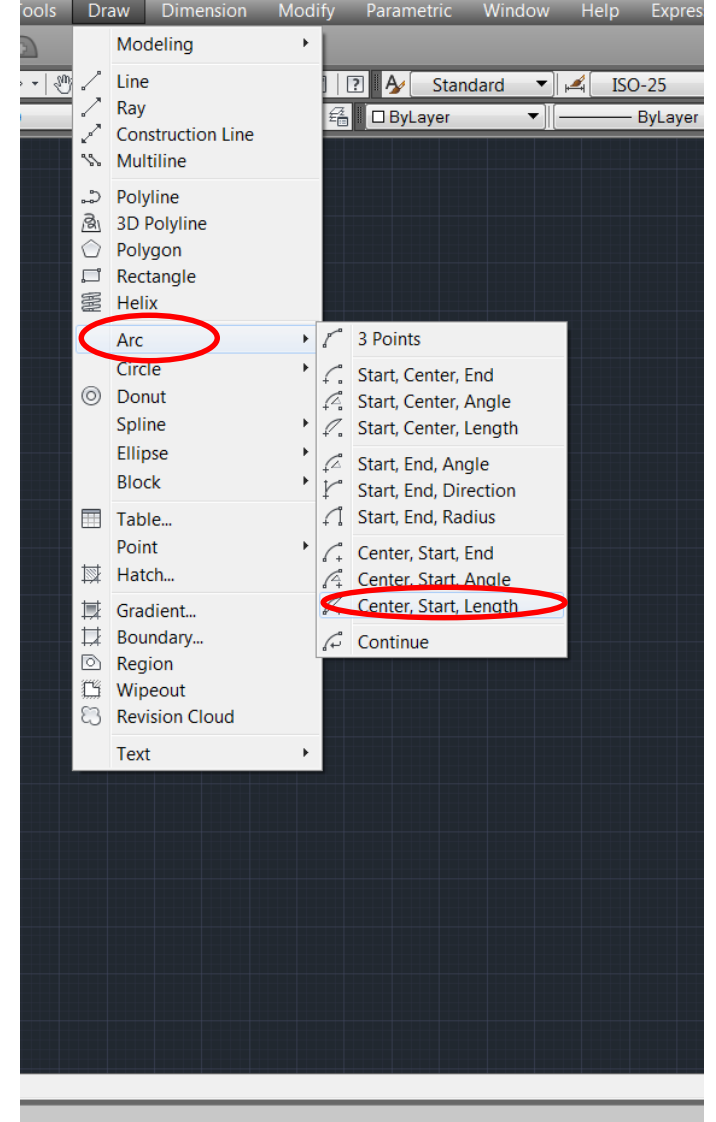 Tools Draw Dimension Modify Parametric Window Help Expres
? Standard ISO-25
ByLayer ByLayer
Modeling
Line
Ray
Construction Line
Multiline
Polyline
3D Polyline
Polygon
Rectangle
Helix
Arc
Circle
Donut
Spline
Ellipse
Block
Table...
Point
Hatch...
Gradient...
Boundary...
Region
Wipeout
Revision Cloud
Text
3 Points
Start, Center, End
Start, Center, Angle
Start, Center, Length
Start, End, Angle
Start, End, Direction
Start, End, Radius
Center, Start, End
Center, Start, Angle
Center, Start, Length
Continue